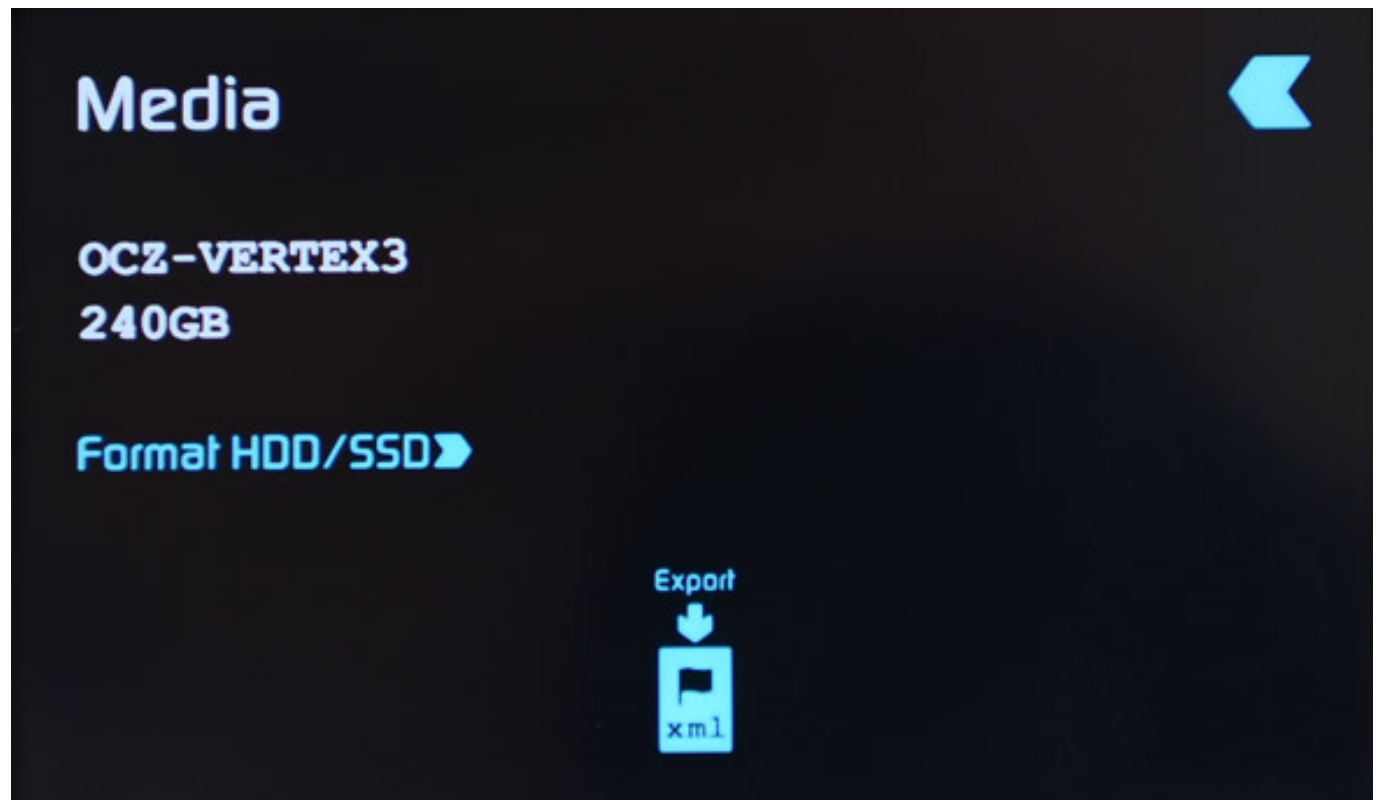 Media
OCZ-VERTEX3
240GB
Format HDD/SSD
Export
xml